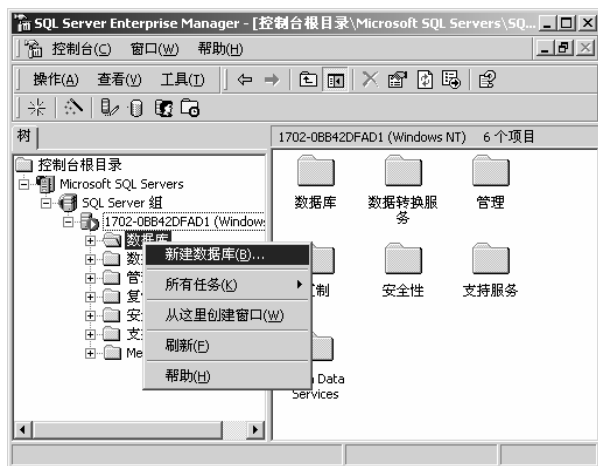 SQL Server Enterprise Manager - [控制台根目录\Microsoft SQL Servers\SQ...
控制台(C) 窗口(W) 帮助(H)
操作(A) 查看(V) 工具(T)
树
1702-0BB42DFAD1 (Windows NT) 6 个项目
控制台根目录
Microsoft SQL Servers
SQL Server 组
1702-0BB42DFAD1 (Window
数据库
数
管
复
安
支
Me
新建数据库(B)...
所有任务(K)
从这里创建窗口(W)
刷新(F)
帮助(H)
数据库
数据转换服
务
管理
制
安全性
支持服务
Data
Services